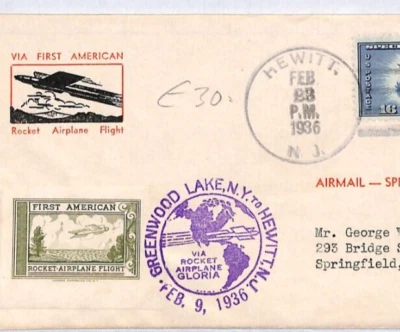 VIA FIRST AMERICAN
Rocket Airplane Flight
£30.
HEWITT.
FEB
23
P.M.
1936
N. J.
16
AIRMAIL — SP
FIRST AMERICAN
ROCKET-AIRPLANE FLIGHT
GREENWOOD LAKE, N.Y. TO HEWITT, N.J.
VIA
ROCKET
AIRPLANE
GLORIA
FEB. 9, 1936
Mr. George
293 Bridge S
Springfield,